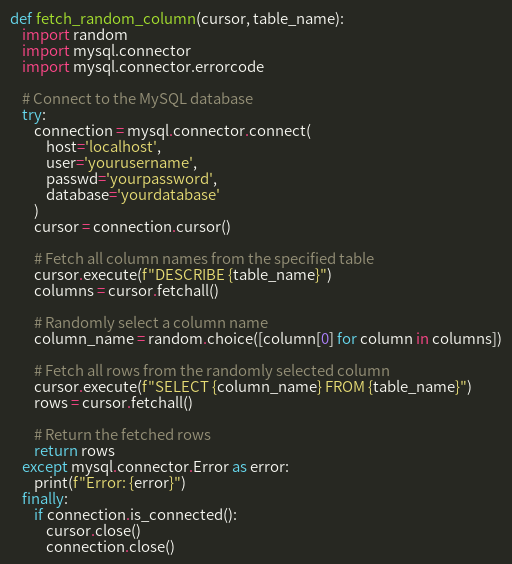 def fetch_random_column(cursor, table_name):
    import random
    import mysql.connector
    import mysql.connector.errorcode

    # Connect to the MySQL database
    try:
        connection = mysql.connector.connect(
            host='localhost',
            user='yourusername',
            passwd='yourpassword',
            database='yourdatabase'
        )
        cursor = connection.cursor()

        # Fetch all column names from the specified table
        cursor.execute(f"DESCRIBE {table_name}")
        columns = cursor.fetchall()

        # Randomly select a column name
        column_name = random.choice([column[0] for column in columns])

        # Fetch all rows from the randomly selected column
        cursor.execute(f"SELECT {column_name} FROM {table_name}")
        rows = cursor.fetchall()

        # Return the fetched rows
        return rows
    except mysql.connector.Error as error:
        print(f"Error: {error}")
    finally:
        if connection.is_connected():
            cursor.close()
            connection.close()